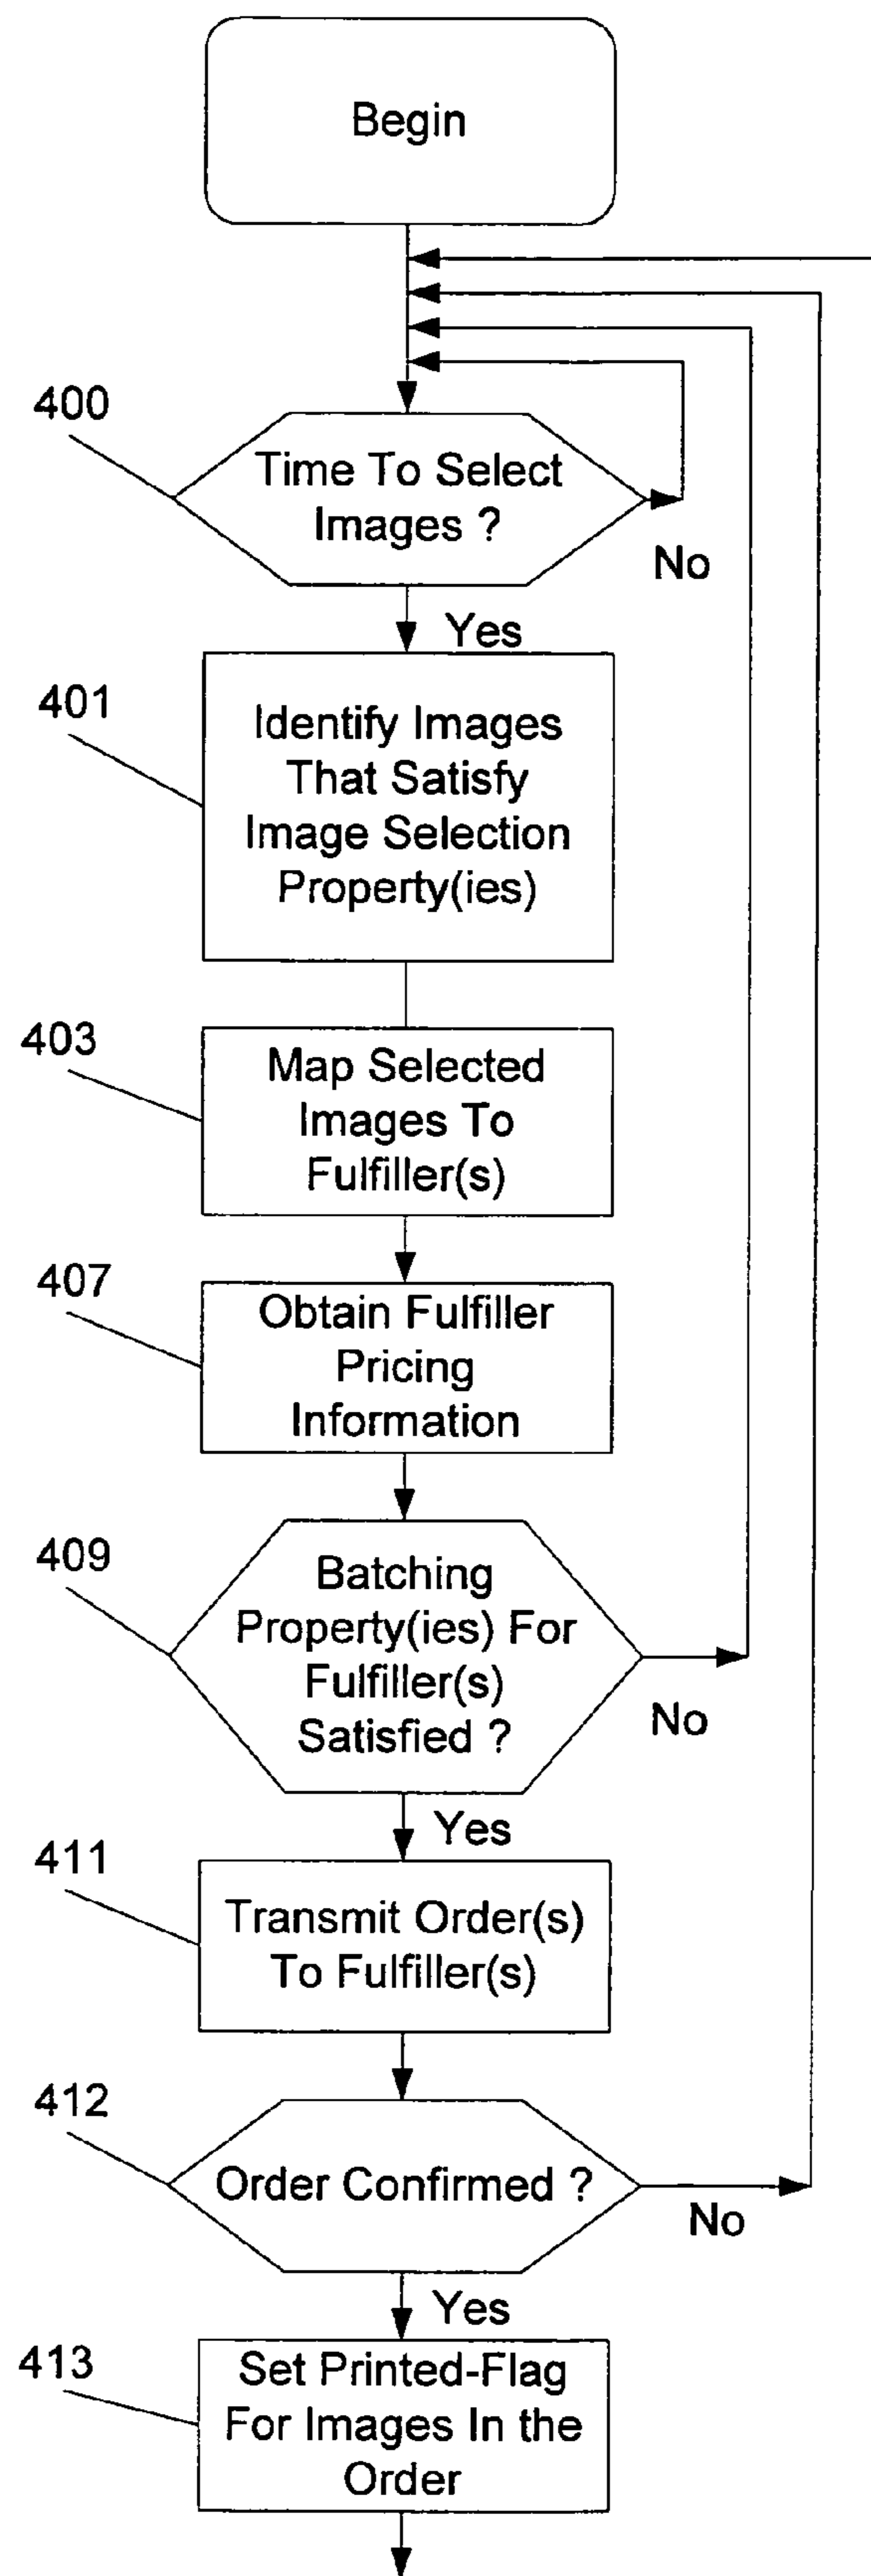 Begin
400
Time To Select
Images ?
No
Yes
401
Identify Images
That Satisfy
Image Selection
Property(ies)
403
Map Selected
Images To
Fulfiller(s)
407
Obtain Fulfiller
Pricing
Information
409
Batching
Property(ies) For
Fulfiller(s)
Satisfied ?
No
Yes
411
Transmit Order(s)
To Fulfiller(s)
412
Order Confirmed ?
No
Yes
413
Set Printed-Flag
For Images In the
Order